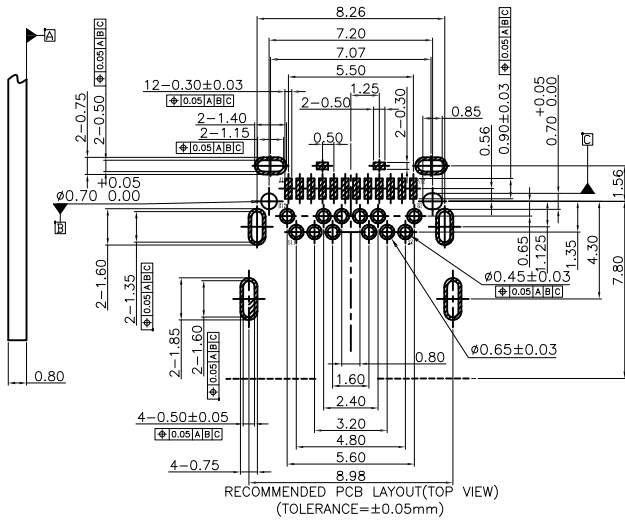 8.26
7.20
7.07
5.50
1.25
12-0.30±0.03
⌖ 0.05 A B C
2-0.50
2-1.40
2-1.15
⌖ 0.05 A B C
0.50
2-0.30
0.85
0.56
0.90±0.03
⌖ 0.05 A B C
+0.05
0.70 0.00
A
⌖ 0.05 A B C
2-0.50
2-0.75
C
+0.05
ø0.70 0.00
B
1.56
0.65
1.125
1.35
4.30
7.80
2-1.60
2-1.35
⌖ 0.05 A B C
ø0.45±0.03
⌖ 0.05 A B C
2-1.85
2-1.60
⌖ 0.05 A B C
ø0.65±0.03
0.80
0.80
1.60
2.40
4-0.50±0.05
⌖ 0.05 A B C
3.20
4.80
5.60
4-0.75
8.98
RECOMMENDED PCB LAYOUT(TOP VIEW)
(TOLERANCE=±0.05mm)